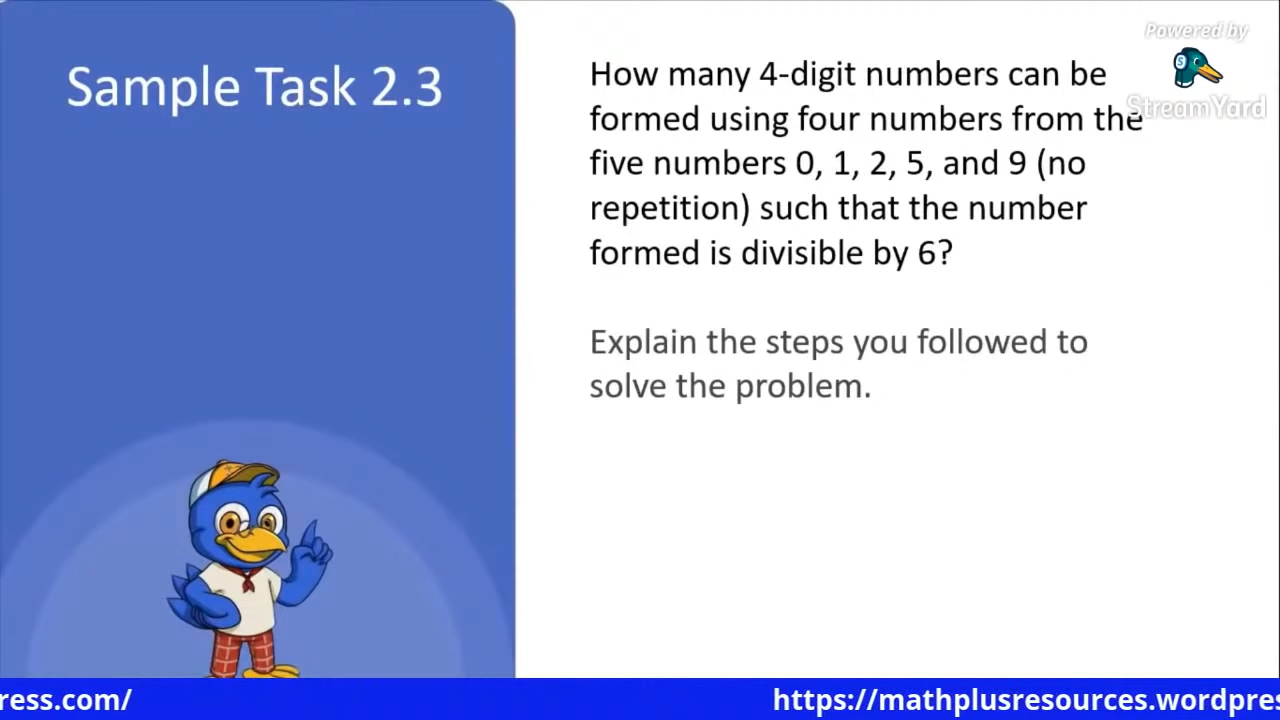 Sample Task 2.3
How many 4-digit numbers can be
formed using four numbers from the
five numbers 0, 1, 2, 5, and 9 (no
repetition) such that the number
formed is divisible by 6?
Explain the steps you followed to
solve the problem.
Powered by
S
StreamYard
ress.com/
https://mathplusresources.wordpres